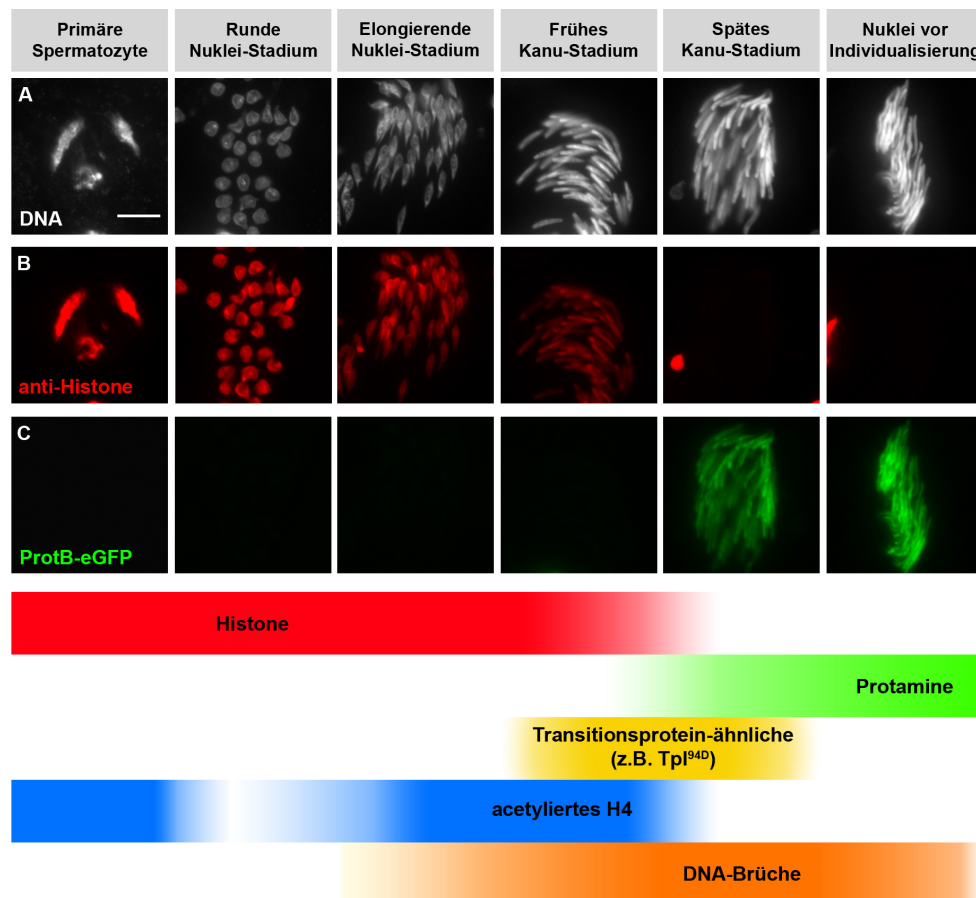 Primäre
Spermatozyte
Runde
Nuklei-Stadium
Elongierende
Nuklei-Stadium
Frühes
Kanu-Stadium
Spätes
Kanu-Stadium
Nuklei vor
Individualisierung
A
DNA
B
anti-Histone
C
ProtB-eGFP
Histone
Protamine
Transitionsprotein-ähnliche
(z.B. Tpl⁹⁴ᴰ)
acetyliertes H4
DNA-Brüche